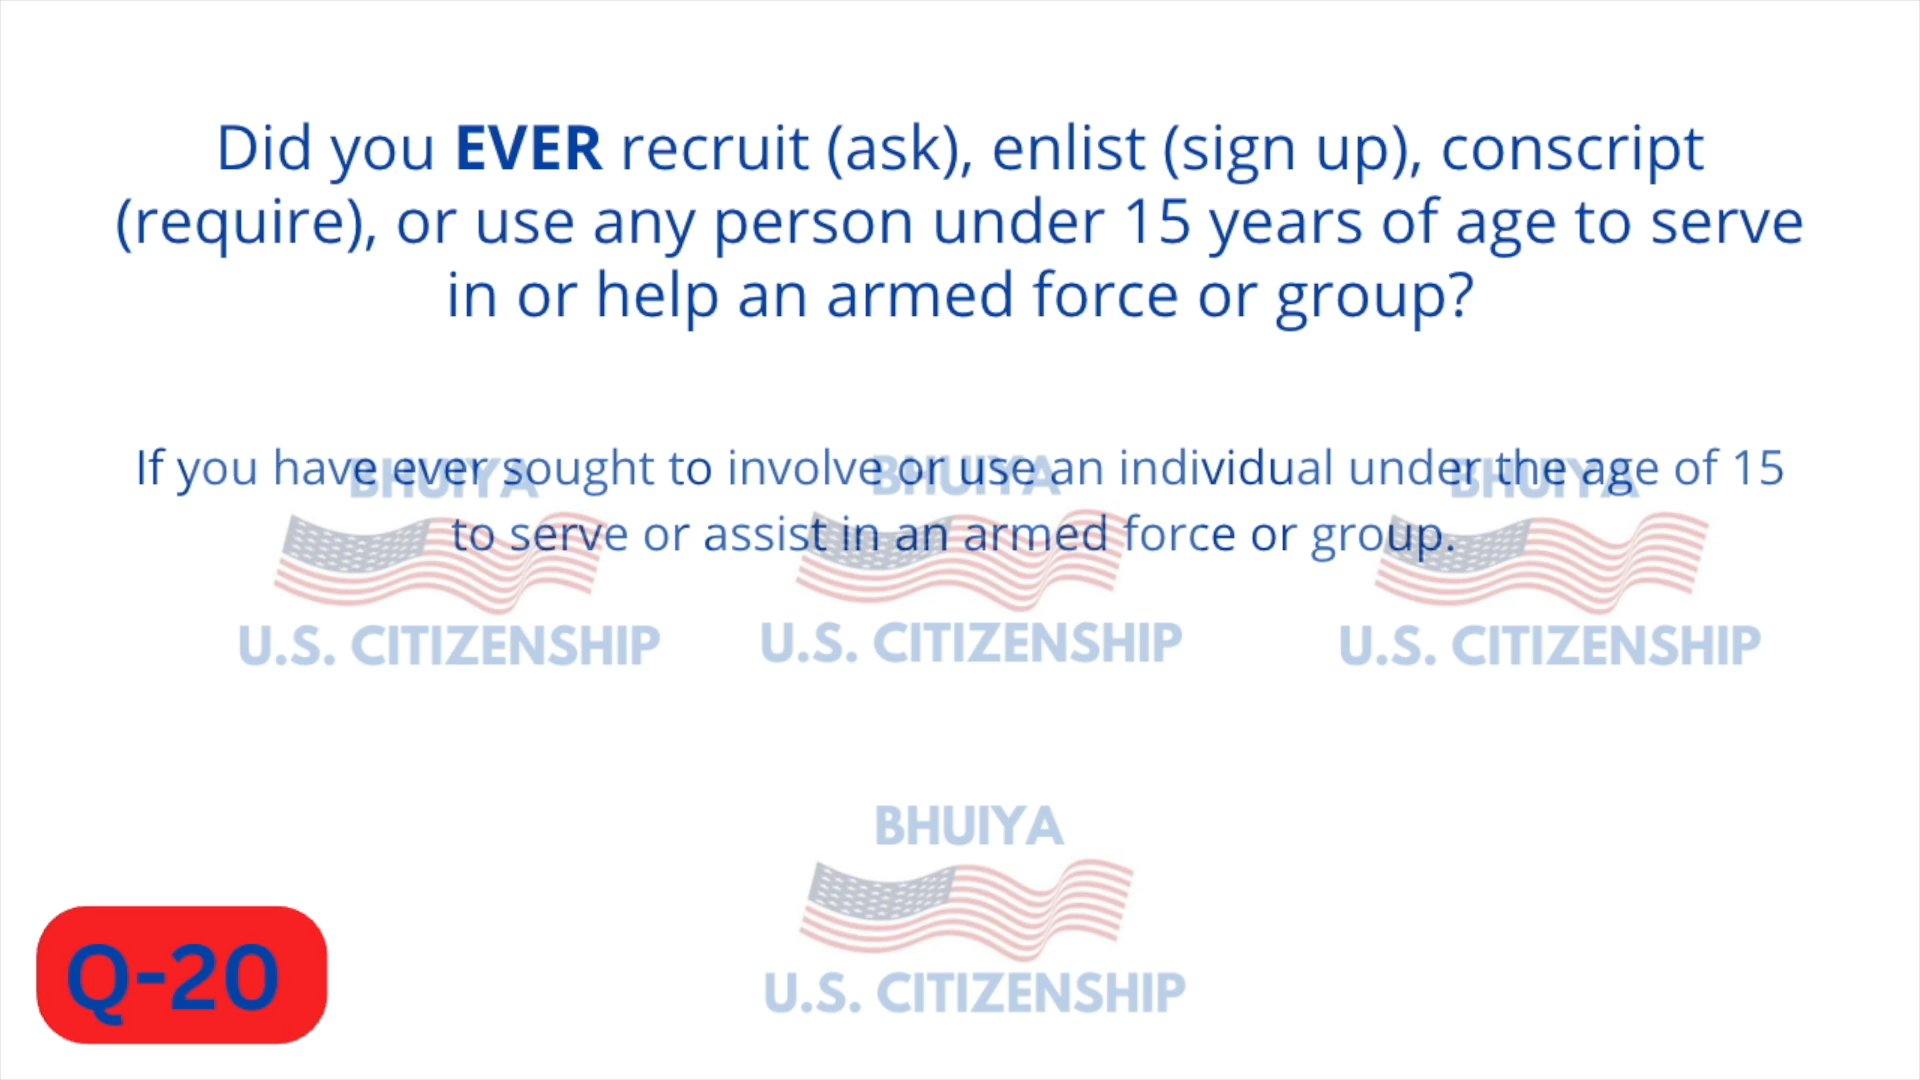 Did you EVER recruit (ask), enlist (sign up), conscript
(require), or use any person under 15 years of age to serve
in or help an armed force or group?
If you have ever sought to involve or use an individual under the age of 15
to serve or assist in an armed force or group.
BHUIYA
U.S. CITIZENSHIP
BHUIYA
U.S. CITIZENSHIP
BHUIYA
U.S. CITIZENSHIP
BHUIYA
U.S. CITIZENSHIP
Q-20